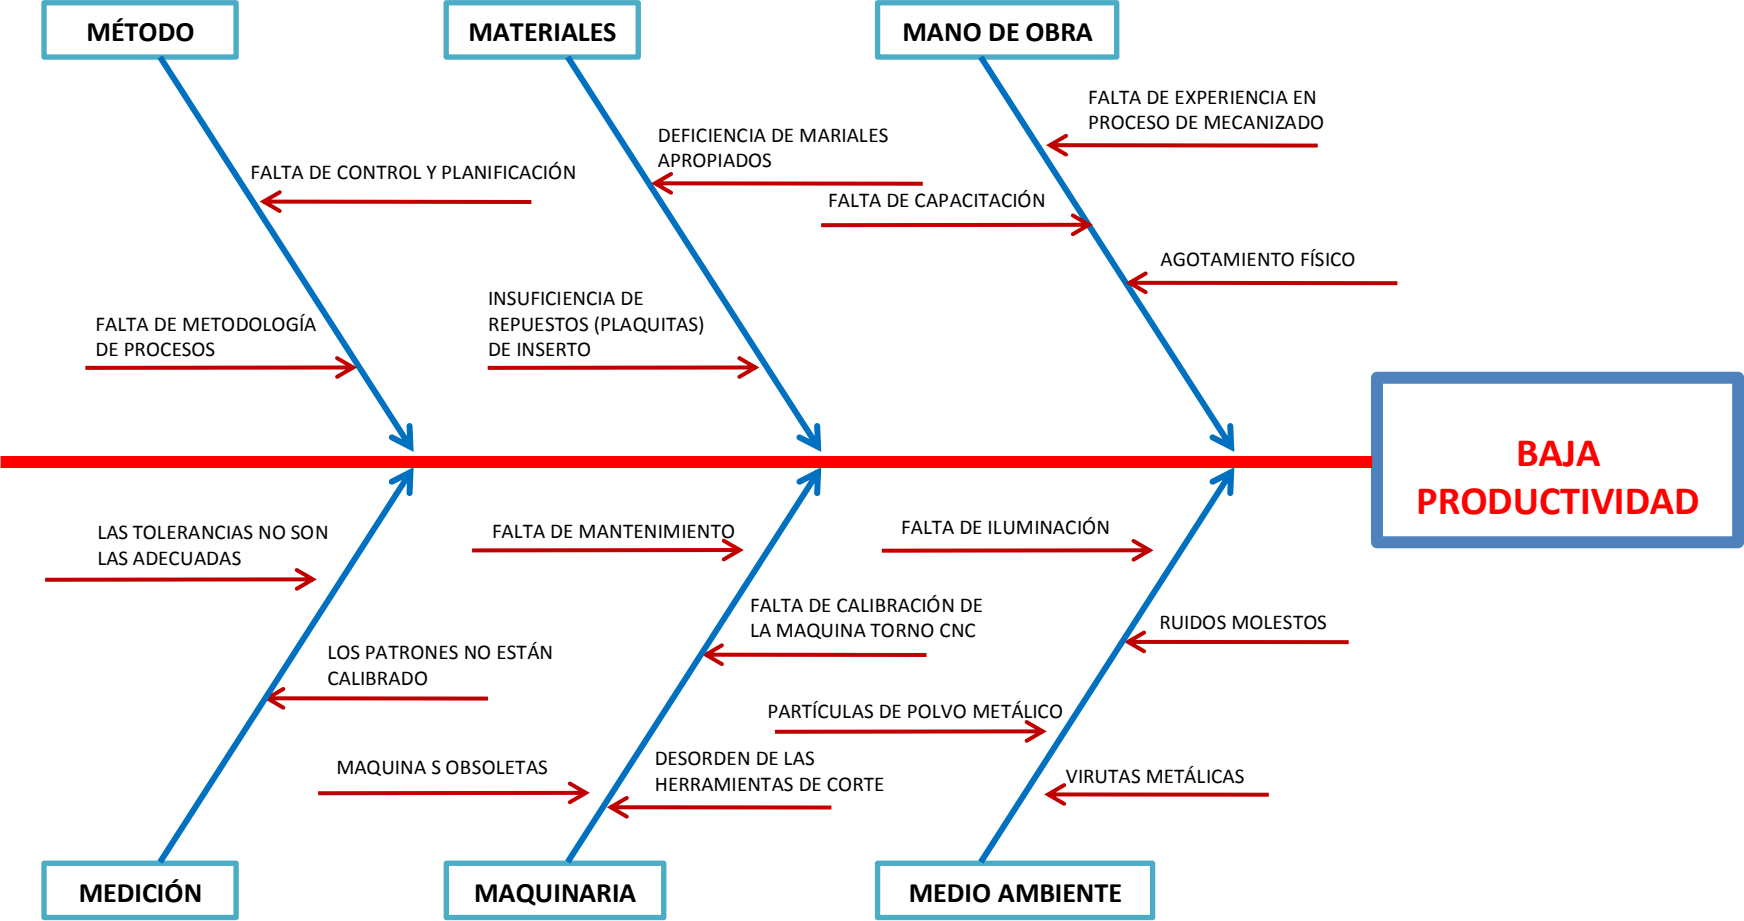 MÉTODO
MATERIALES
MANO DE OBRA
FALTA DE EXPERIENCIA EN
PROCESO DE MECANIZADO
DEFICIENCIA DE MARIALES
APROPIADOS
FALTA DE CONTROL Y PLANIFICACIÓN
FALTA DE CAPACITACIÓN
AGOTAMIENTO FÍSICO
INSUFICIENCIA DE
REPUESTOS (PLAQUITAS)
DE INSERTO
FALTA DE METODOLOGÍA
DE PROCESOS
BAJA
PRODUCTIVIDAD
LAS TOLERANCIAS NO SON
LAS ADECUADAS
FALTA DE MANTENIMIENTO
FALTA DE ILUMINACIÓN
FALTA DE CALIBRACIÓN DE
LA MAQUINA TORNO CNC
RUIDOS MOLESTOS
LOS PATRONES NO ESTÁN
CALIBRADO
PARTÍCULAS DE POLVO METÁLICO
MAQUINA S OBSOLETAS
DESORDEN DE LAS
HERRAMIENTAS DE CORTE
VIRUTAS METÁLICAS
MEDICIÓN
MAQUINARIA
MEDIO AMBIENTE